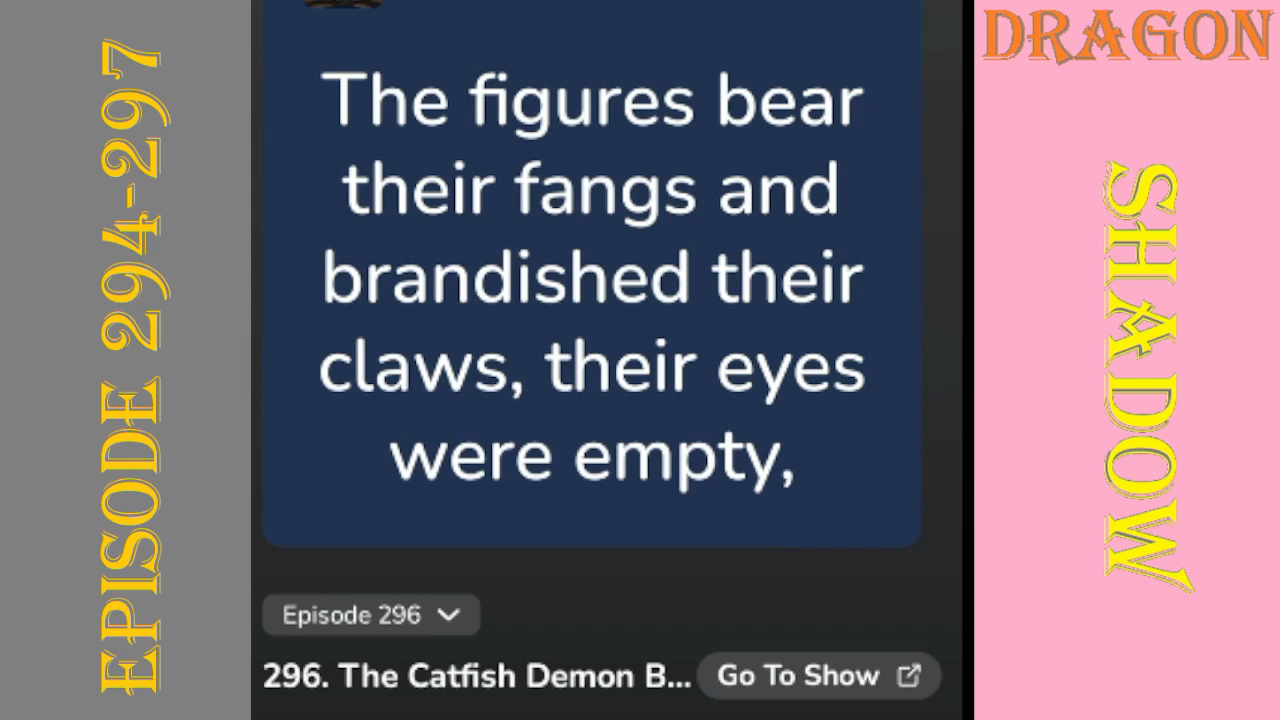 EPISODE 294-297
The figures bear
their fangs and
brandished their
claws, their eyes
were empty,
Episode 296
296. The Catfish Demon B...
Go To Show
DRAGON
SHADOW